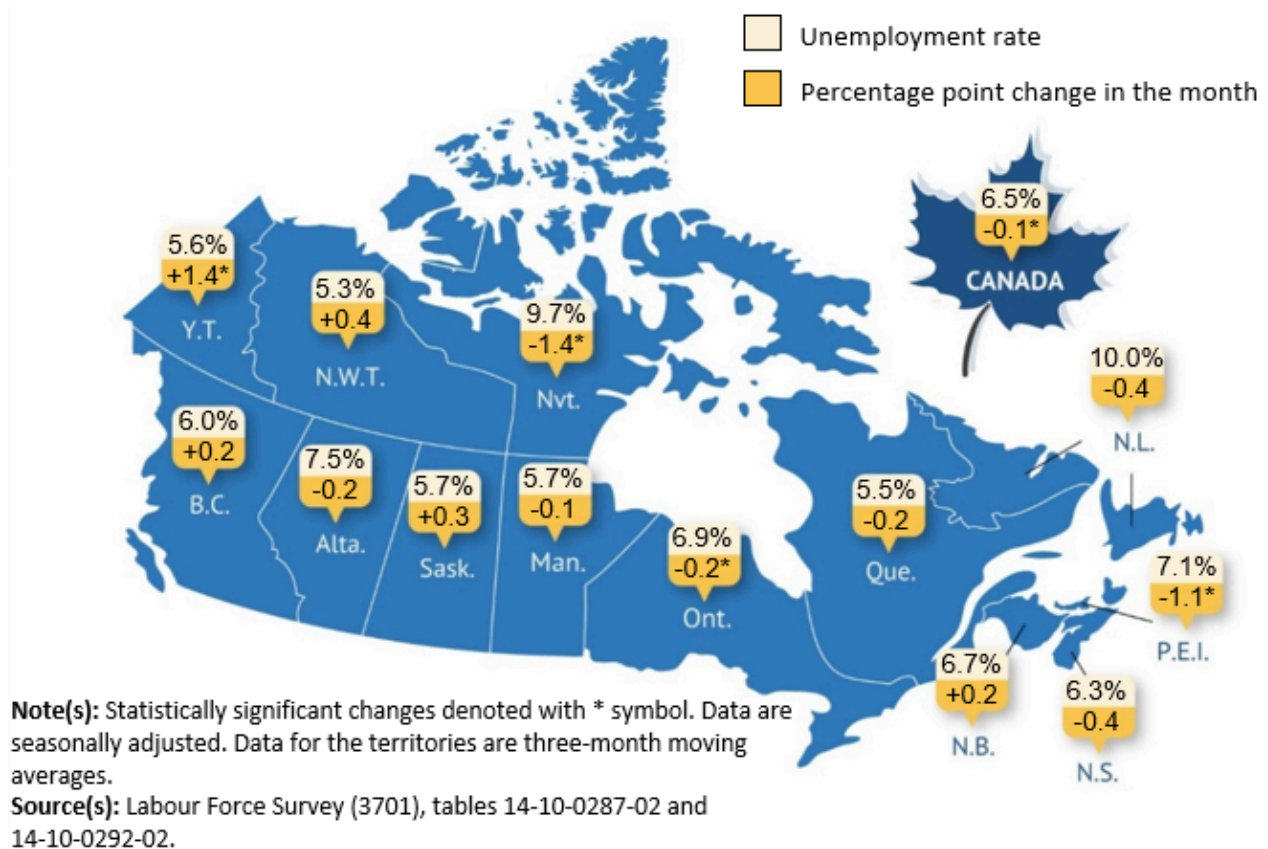 Unemployment rate
Percentage point change in the month
6.5%
-0.1*
CANADA
5.6%
+1.4*
Y.T.
5.3%
+0.4
N.W.T.
9.7%
-1.4*
Nvt.
10.0%
-0.4
N.L.
6.0%
+0.2
B.C.
7.5%
-0.2
Alta.
5.7%
+0.3
Sask.
5.7%
-0.1
Man.
6.9%
-0.2*
Ont.
5.5%
-0.2
Que.
7.1%
-1.1*
P.E.I.
6.7%
+0.2
N.B.
6.3%
-0.4
N.S.
Note(s): Statistically significant changes denoted with * symbol. Data are
seasonally adjusted. Data for the territories are three-month moving
averages.
Source(s): Labour Force Survey (3701), tables 14-10-0287-02 and
14-10-0292-02.